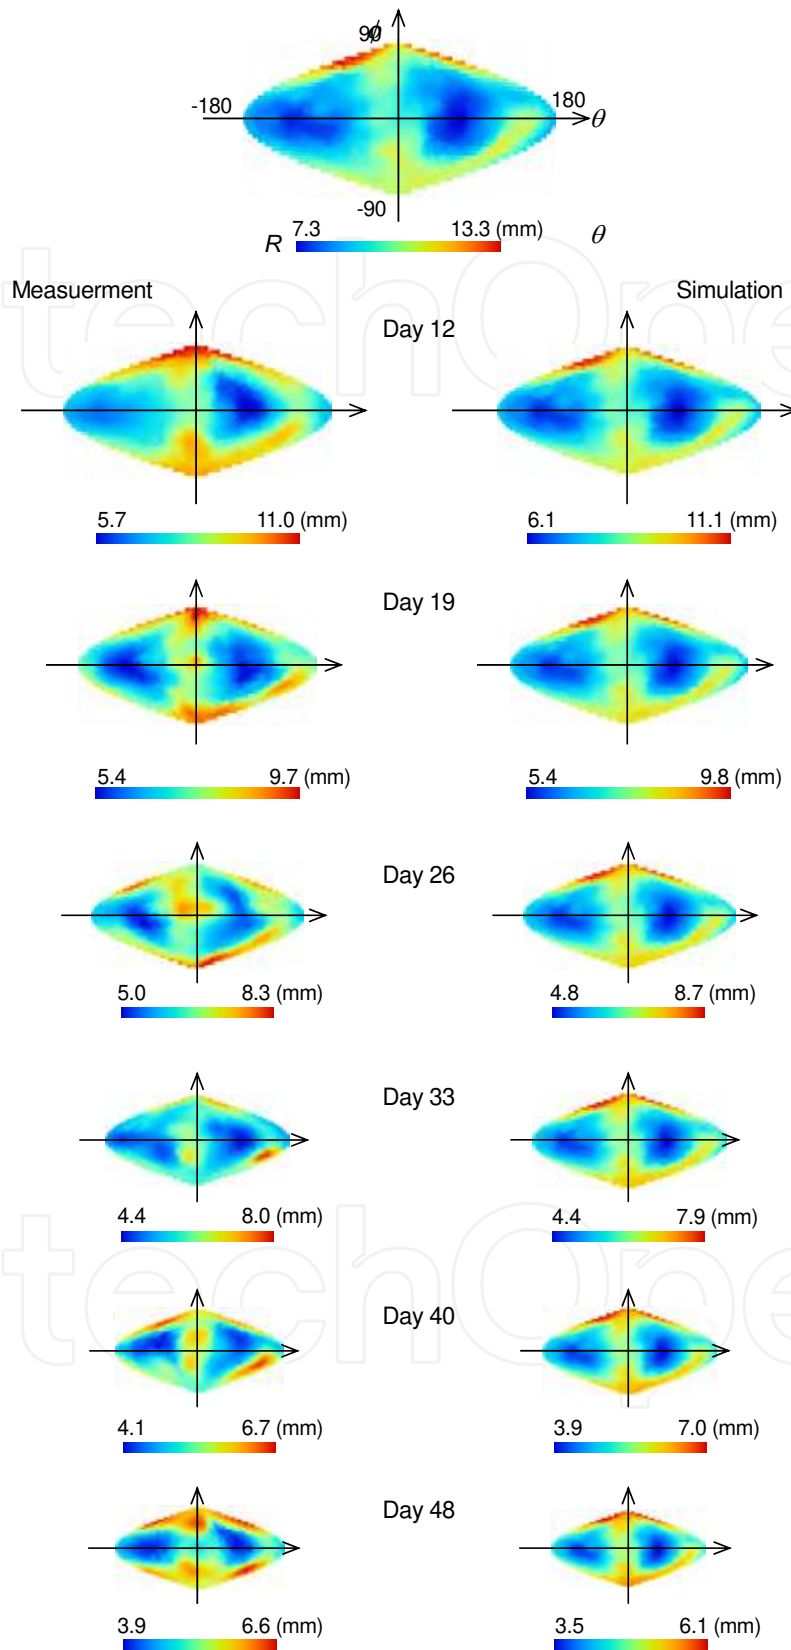 90 ϕ
-180 180 θ
-90
R 7.3 13.3 (mm) θ
Measuerment Simulation
Day 12
5.7 11.0 (mm) 6.1 11.1 (mm)
Day 19
5.4 9.7 (mm) 5.4 9.8 (mm)
Day 26
5.0 8.3 (mm) 4.8 8.7 (mm)
Day 33
4.4 8.0 (mm) 4.4 7.9 (mm)
Day 40
4.1 6.7 (mm) 3.9 7.0 (mm)
Day 48
3.9 6.6 (mm) 3.5 6.1 (mm)
techOpe
techOpe